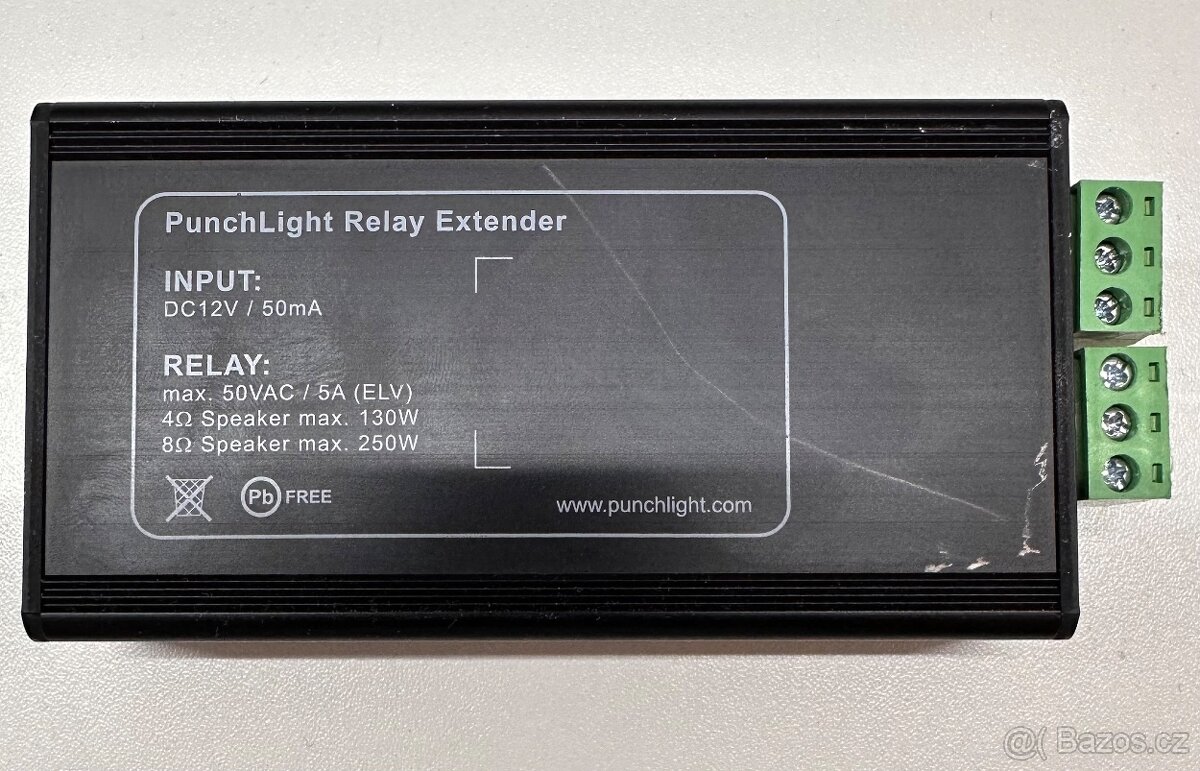 PunchLight Relay Extender
INPUT:
DC12V / 50mA
RELAY:
max. 50VAC / 5A (ELV)
4Ω Speaker max. 130W
8Ω Speaker max. 250W
Pb FREE
www.punchlight.com
@( Bazos.cz